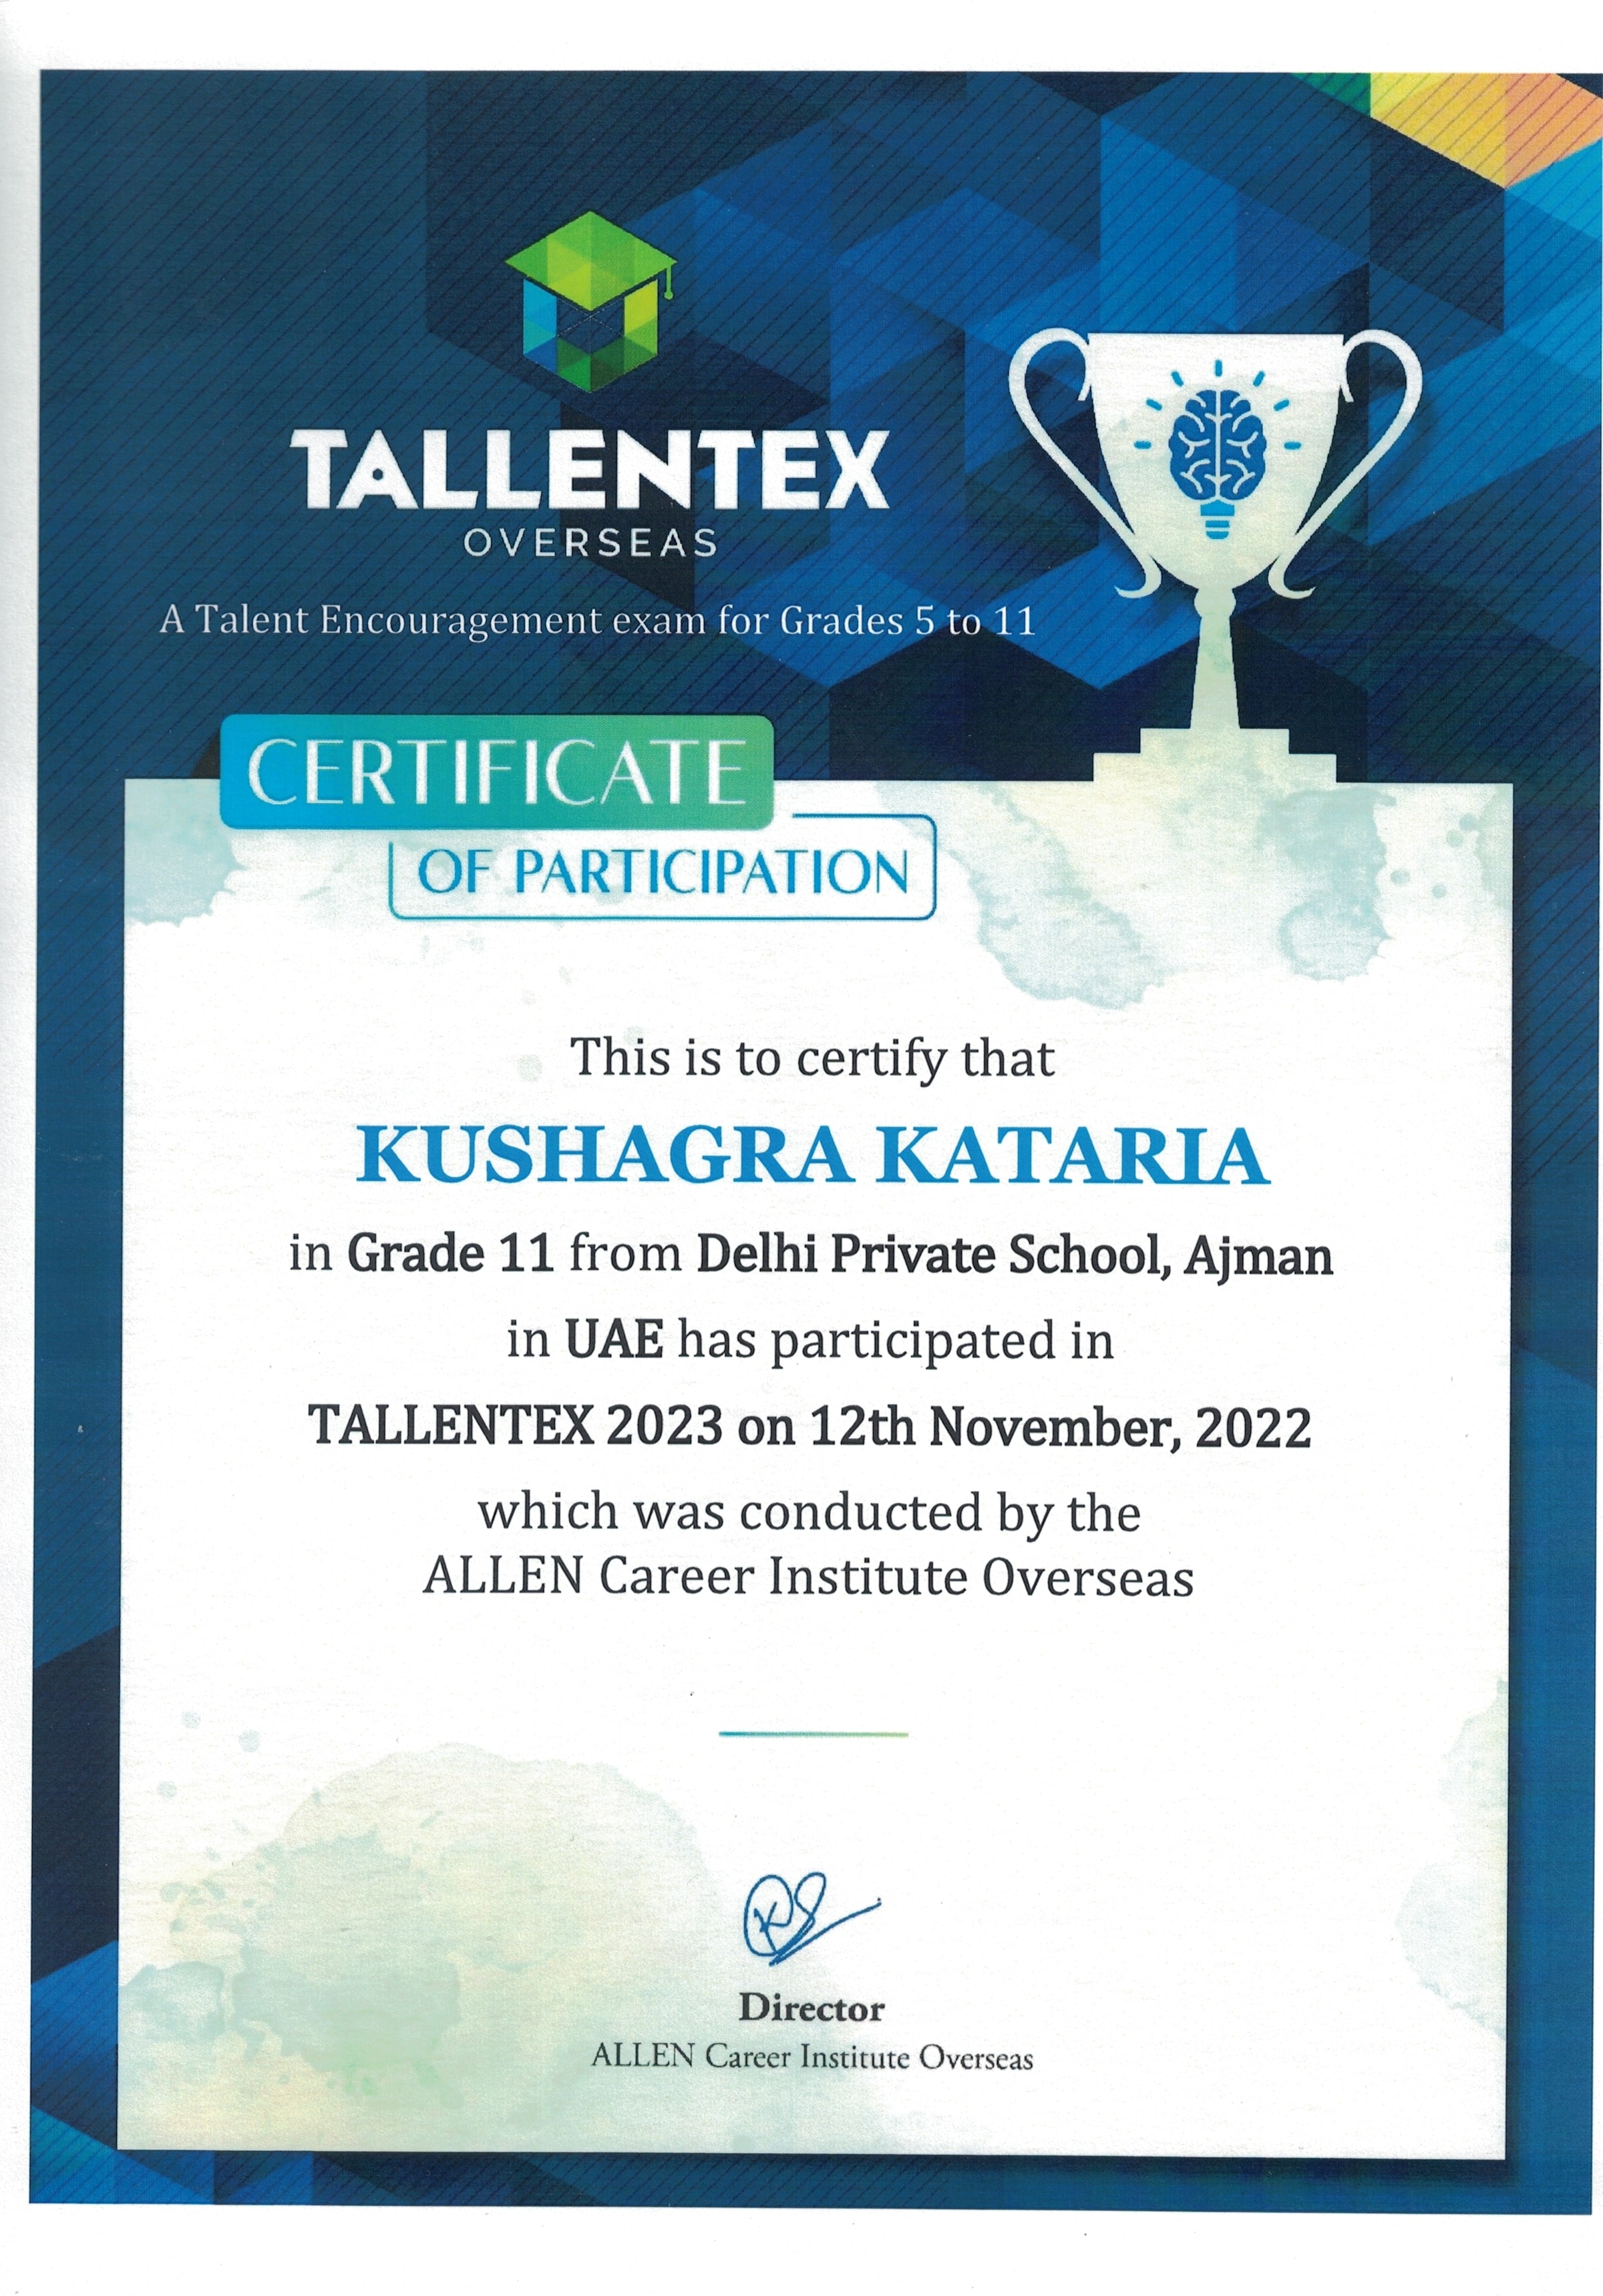 TALLENTEX
OVERSEAS
A Talent Encouragement exam for Grades 5 to 11
CERTIFICATE
OF PARTICIPATION
This is to certify that
KUSHAGRA KATARIA
in Grade 11 from Delhi Private School, Ajman
in UAE has participated in
TALLENTEX 2023 on 12th November, 2022
which was conducted by the
ALLEN Career Institute Overseas
Director
ALLEN Career Institute Overseas